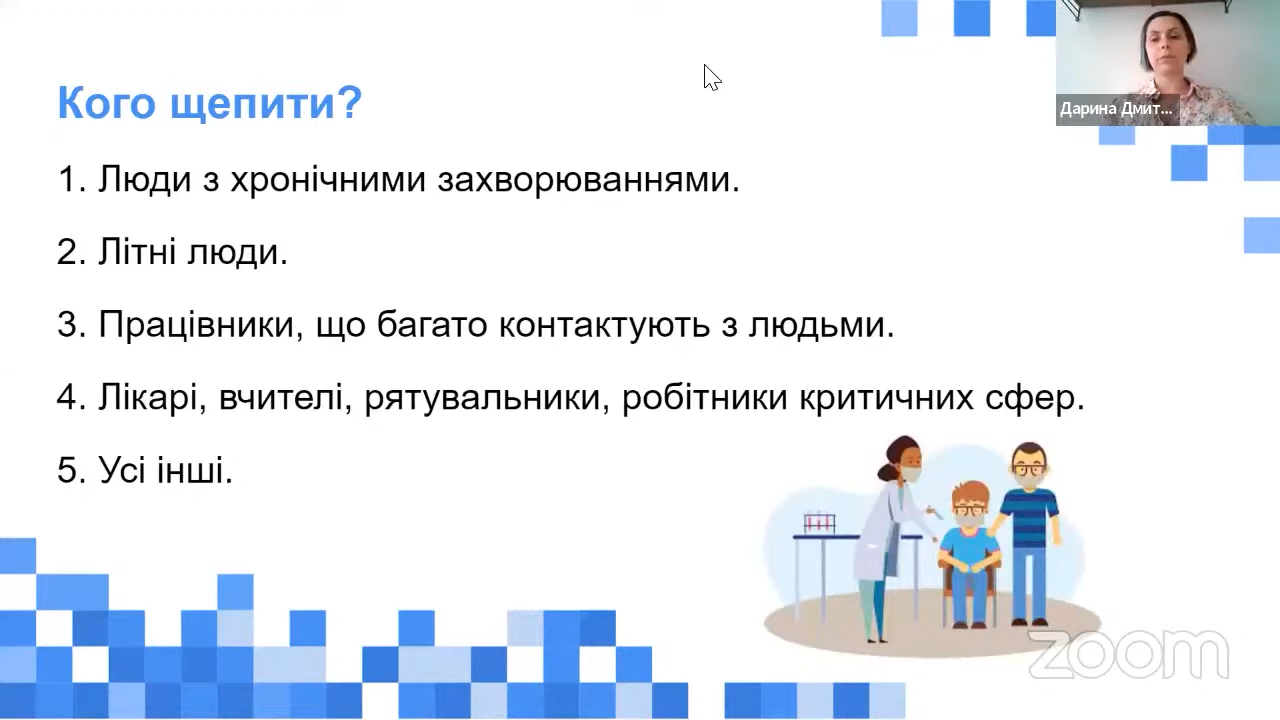 Дарина Дмит...
Кого щепити?
1. Люди з хронічними захворюваннями.
2. Літні люди.
3. Працівники, що багато контактують з людьми.
4. Лікарі, вчителі, рятувальники, робітники критичних сфер.
5. Усі інші.
zoom